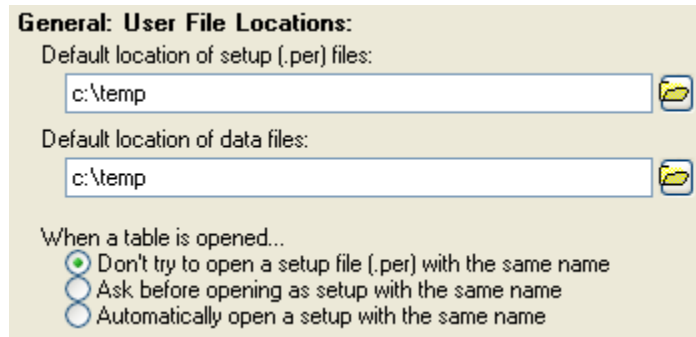 General: User File Locations:
Default location of setup (.per) files:
c:\temp
Default location of data files:
c:\temp
When a table is opened...
Don't try to open a setup file (.per) with the same name
Ask before opening as setup with the same name
Automatically open a setup with the same name